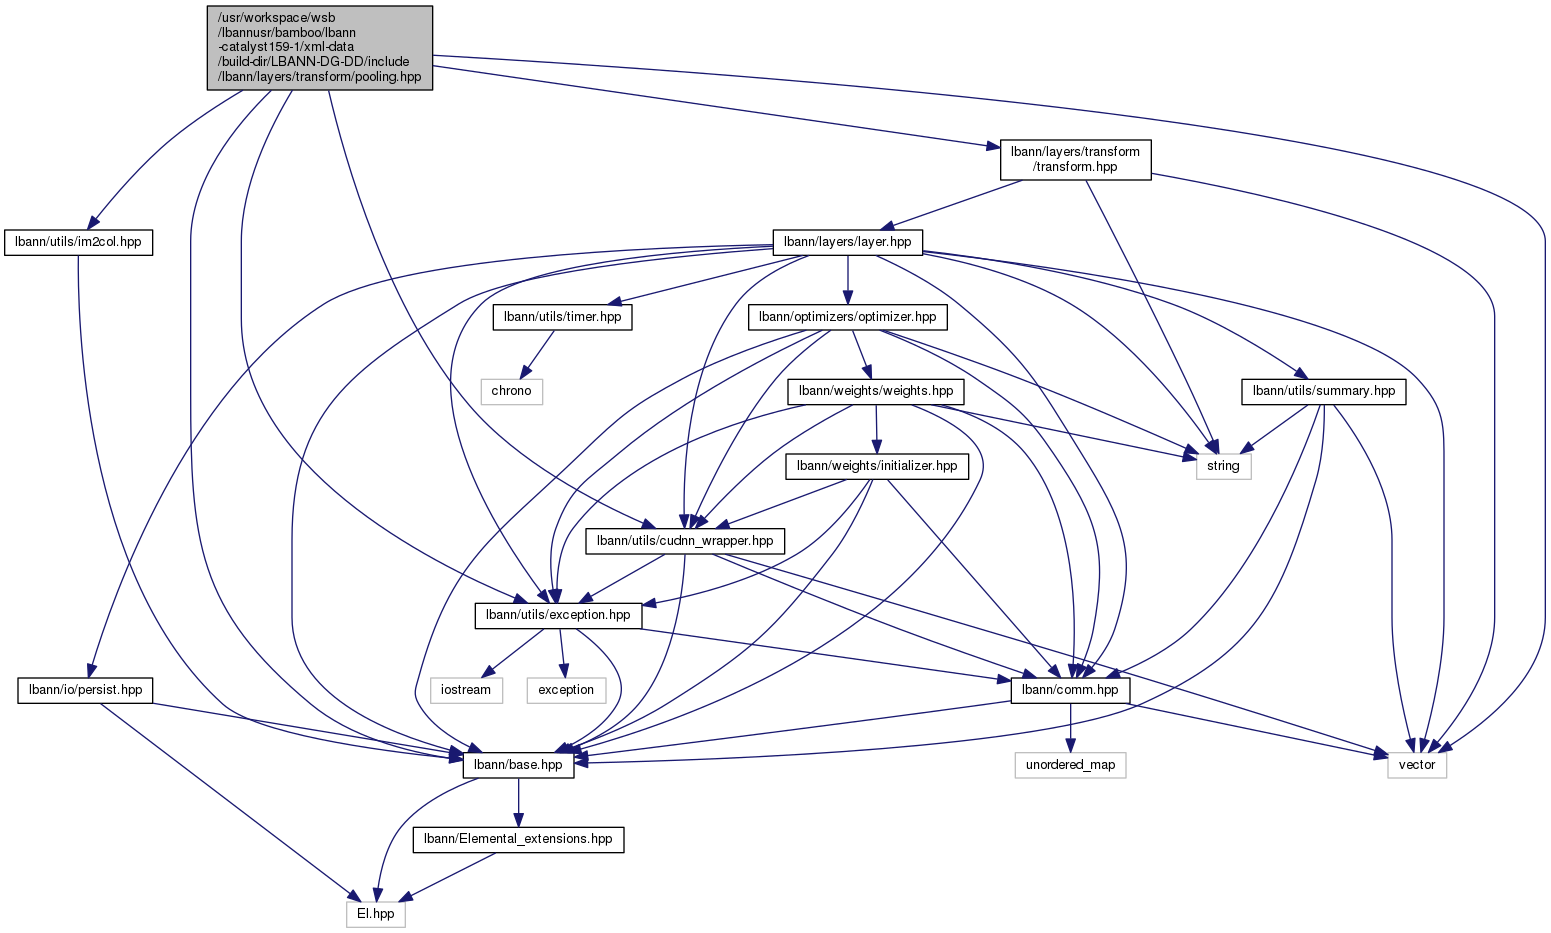 /usr/workspace/wsb
/lbannusr/bamboo/lbann
-catalyst159-1/xml-data
/build-dir/LBANN-DG-DD/include
/lbann/layers/transform/pooling.hpp
lbann/layers/transform
/transform.hpp
lbann/utils/im2col.hpp
lbann/layers/layer.hpp
lbann/utils/timer.hpp
lbann/optimizers/optimizer.hpp
chrono
lbann/weights/weights.hpp
lbann/utils/summary.hpp
lbann/weights/initializer.hpp
string
lbann/utils/cudnn_wrapper.hpp
lbann/utils/exception.hpp
lbann/io/persist.hpp
iostream
exception
lbann/comm.hpp
lbann/base.hpp
unordered_map
vector
lbann/Elemental_extensions.hpp
El.hpp